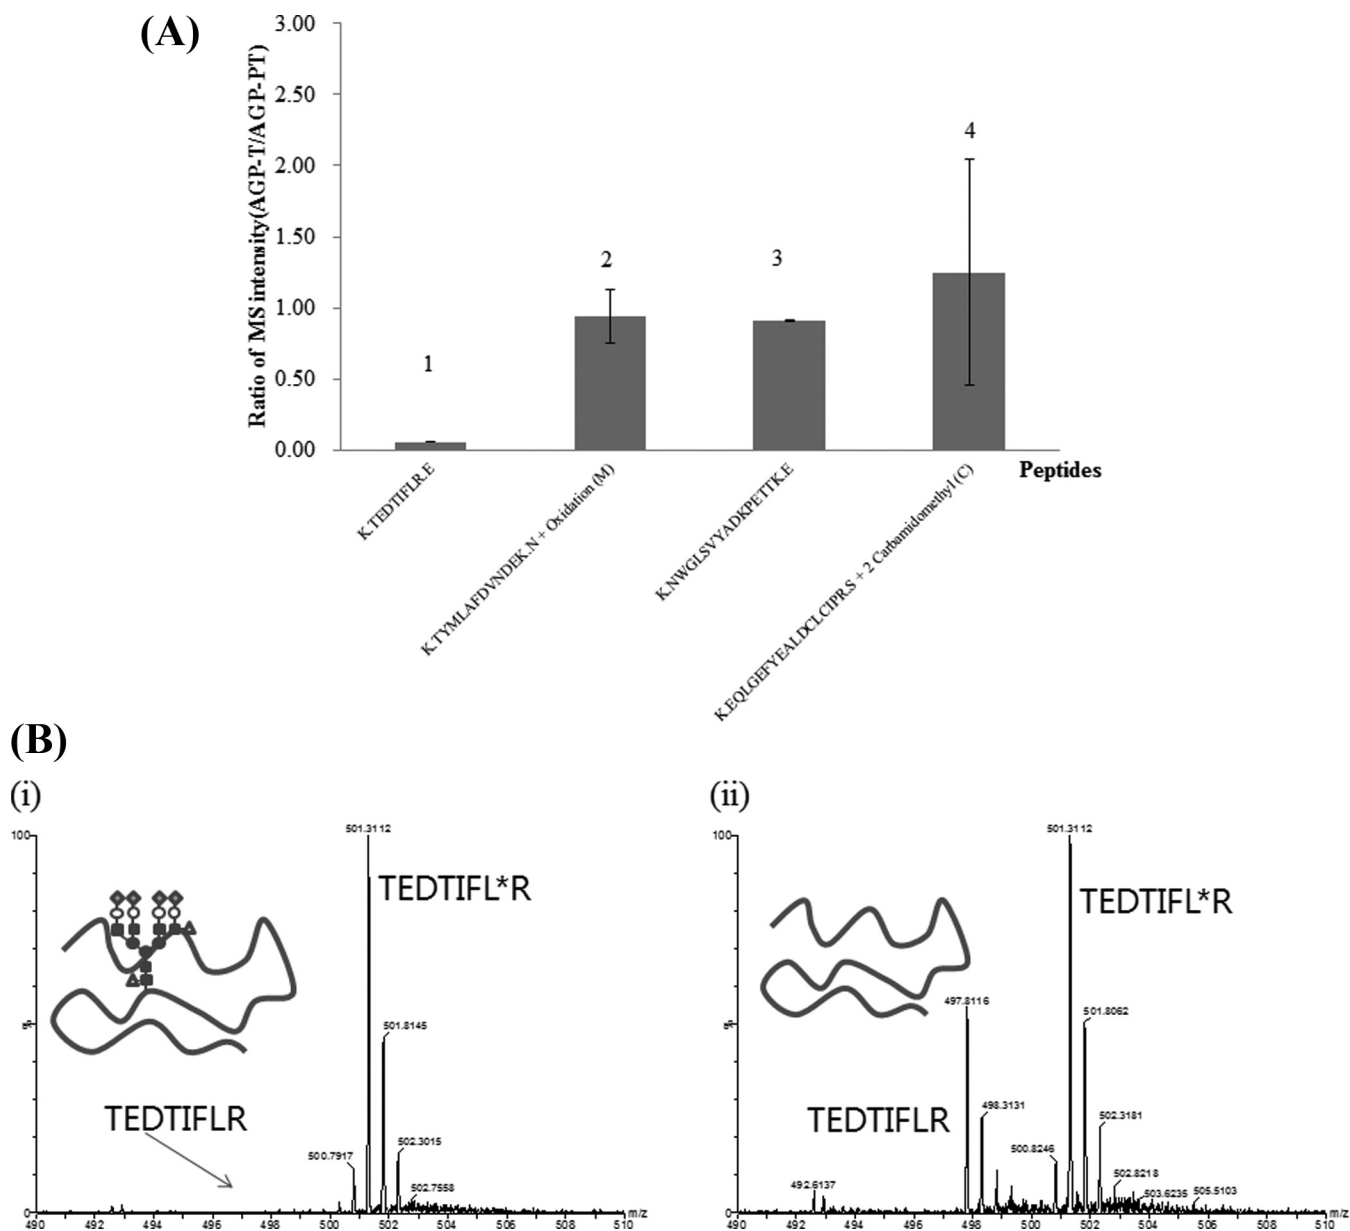 (A)
Ratio of MS intensity(AGP-T/AGP-PT)
3.00
2.50
2.00
1.50
1.00
0.50
0.00
1
2
3
4
K.TEDTIFLR.E
K.TYMLAFDVNDEK.N + Oxidation (M)
K.NWGLSVYADKPETTK.E
K.EQLGEFYEALDCLCIPR.S + 2 Carbamidomethyl (C)
Peptides
(B)
(i)
100
0
501.3112
TEDTIFL*R
501.8145
TEDTIFLR
500.7917
502.3015
502.7558
490 492 494 496 498 500 502 504 506 508 510 m/z
(ii)
100
0
501.3112
TEDTIFL*R
497.8116
501.8062
498.3131
TEDTIFLR
502.3181
500.8246
502.8218
492.6137
503.6235
505.5103
490 492 494 496 498 500 502 504 506 508 510 m/z